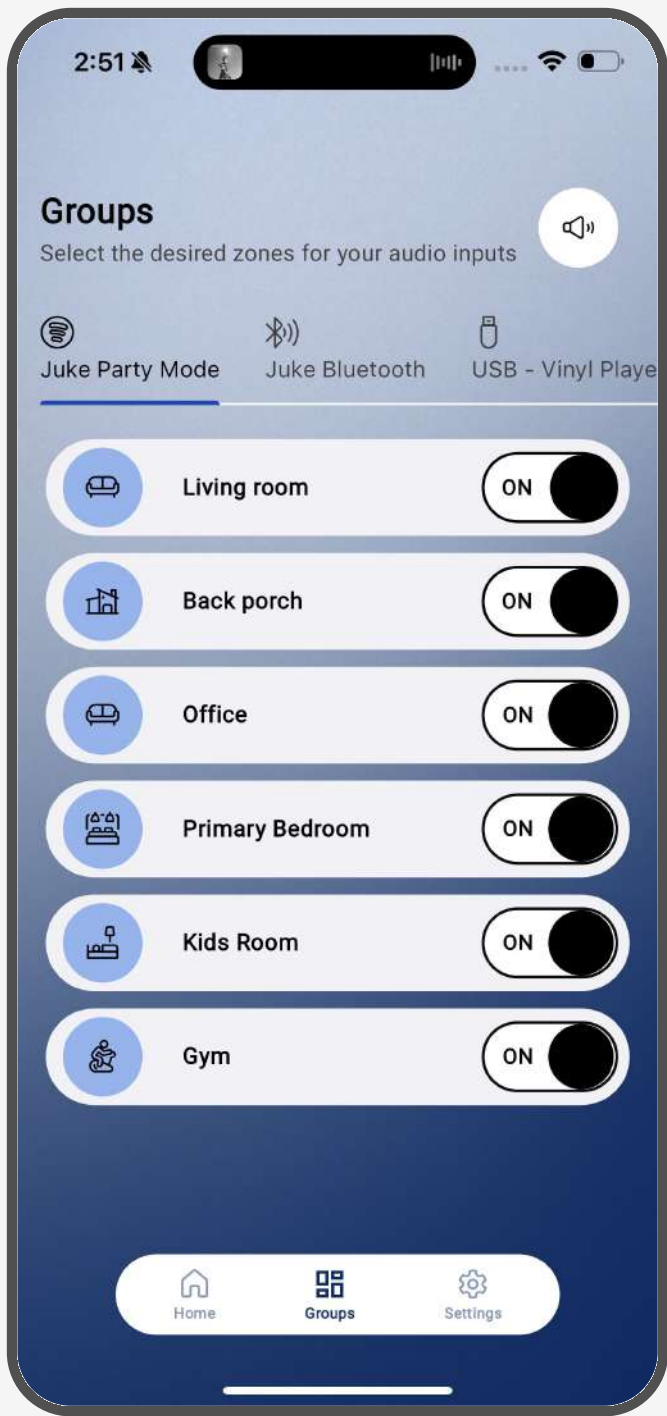 2:51
Groups
Select the desired zones for your audio inputs
Juke Party Mode
Juke Bluetooth
USB - Vinyl Playe
Living room
ON
Back porch
ON
Office
ON
Primary Bedroom
ON
Kids Room
ON
Gym
ON
Home
Groups
Settings